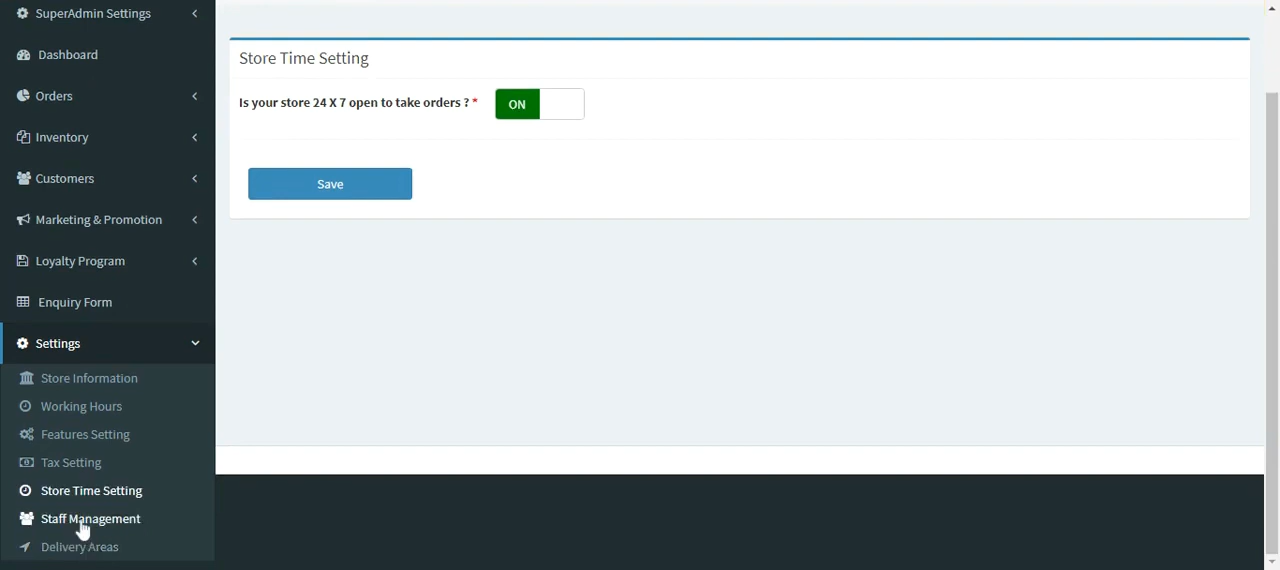 SuperAdmin Settings
Dashboard
Orders
Inventory
Customers
Marketing & Promotion
Loyalty Program
Enquiry Form
Settings
Store Information
Working Hours
Features Setting
Tax Setting
Store Time Setting
Staff Management
Delivery Areas
Store Time Setting
Is your store 24 X 7 open to take orders ? *
ON
Save